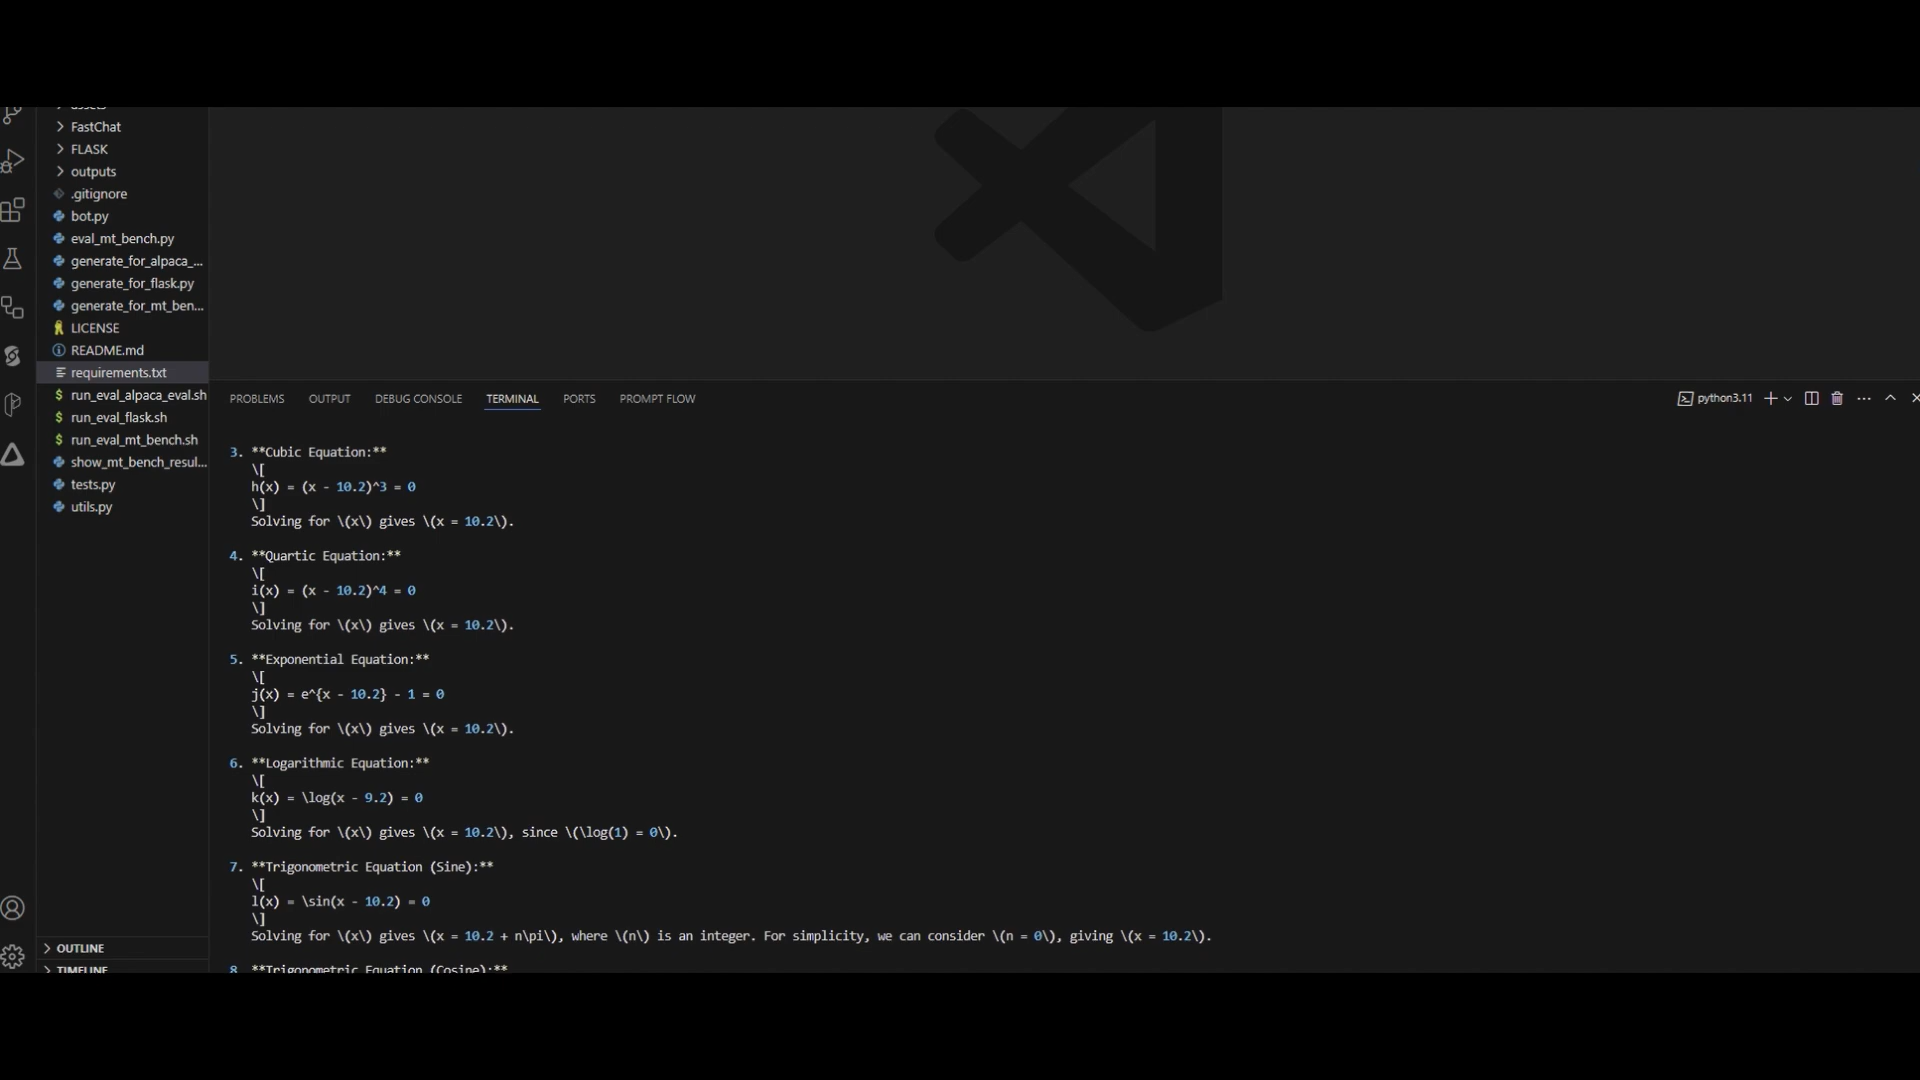 assets
FastChat
FLASK
outputs
.gitignore
bot.py
eval_mt_bench.py
generate_for_alpaca_...
generate_for_flask.py
generate_for_mt_ben...
LICENSE
README.md
requirements.txt
run_eval_alpaca_eval.sh
run_eval_flask.sh
run_eval_mt_bench.sh
show_mt_bench_resul...
tests.py
utils.py
OUTLINE
TIMELINE
PROBLEMS OUTPUT DEBUG CONSOLE TERMINAL PORTS PROMPT FLOW
python3.11
3. **Cubic Equation:**
\[
h(x) = (x - 10.2)^3 = 0
\]
Solving for \(x\) gives \(x = 10.2\).
4. **Quartic Equation:**
\[
i(x) = (x - 10.2)^4 = 0
\]
Solving for \(x\) gives \(x = 10.2\).
5. **Exponential Equation:**
\[
j(x) = e^{x - 10.2} - 1 = 0
\]
Solving for \(x\) gives \(x = 10.2\).
6. **Logarithmic Equation:**
\[
k(x) = \log(x - 9.2) = 0
\]
Solving for \(x\) gives \(x = 10.2\), since \(\log(1) = 0\).
7. **Trigonometric Equation (Sine):**
\[
l(x) = \sin(x - 10.2) = 0
\]
Solving for \(x\) gives \(x = 10.2 + n\pi\), where \(n\) is an integer. For simplicity, we can consider \(n = 0\), giving \(x = 10.2\).
8. **Trigonometric Equation (Cosine):**